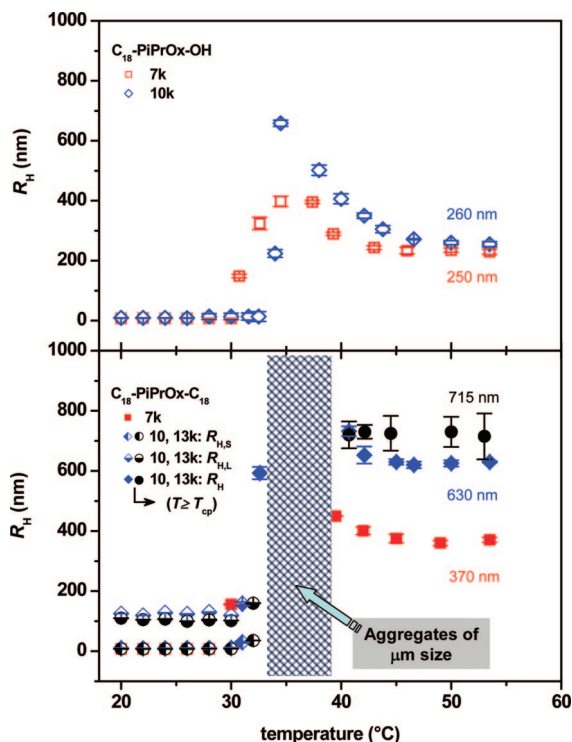 1000
C18-PiPrOx-OH
7k
800
10k
600
RH (nm)
400
260 nm
200
250 nm
0
1000
C18-PiPrOx-C18
715 nm
7k
800
10, 13k: RH,S
10, 13k: RH,L
600
10, 13k: RH
(T≥ Tcp)
630 nm
RH (nm)
400
370 nm
200
Aggregates of
μm size
0
20 30 40 50 60
temperature (°C)